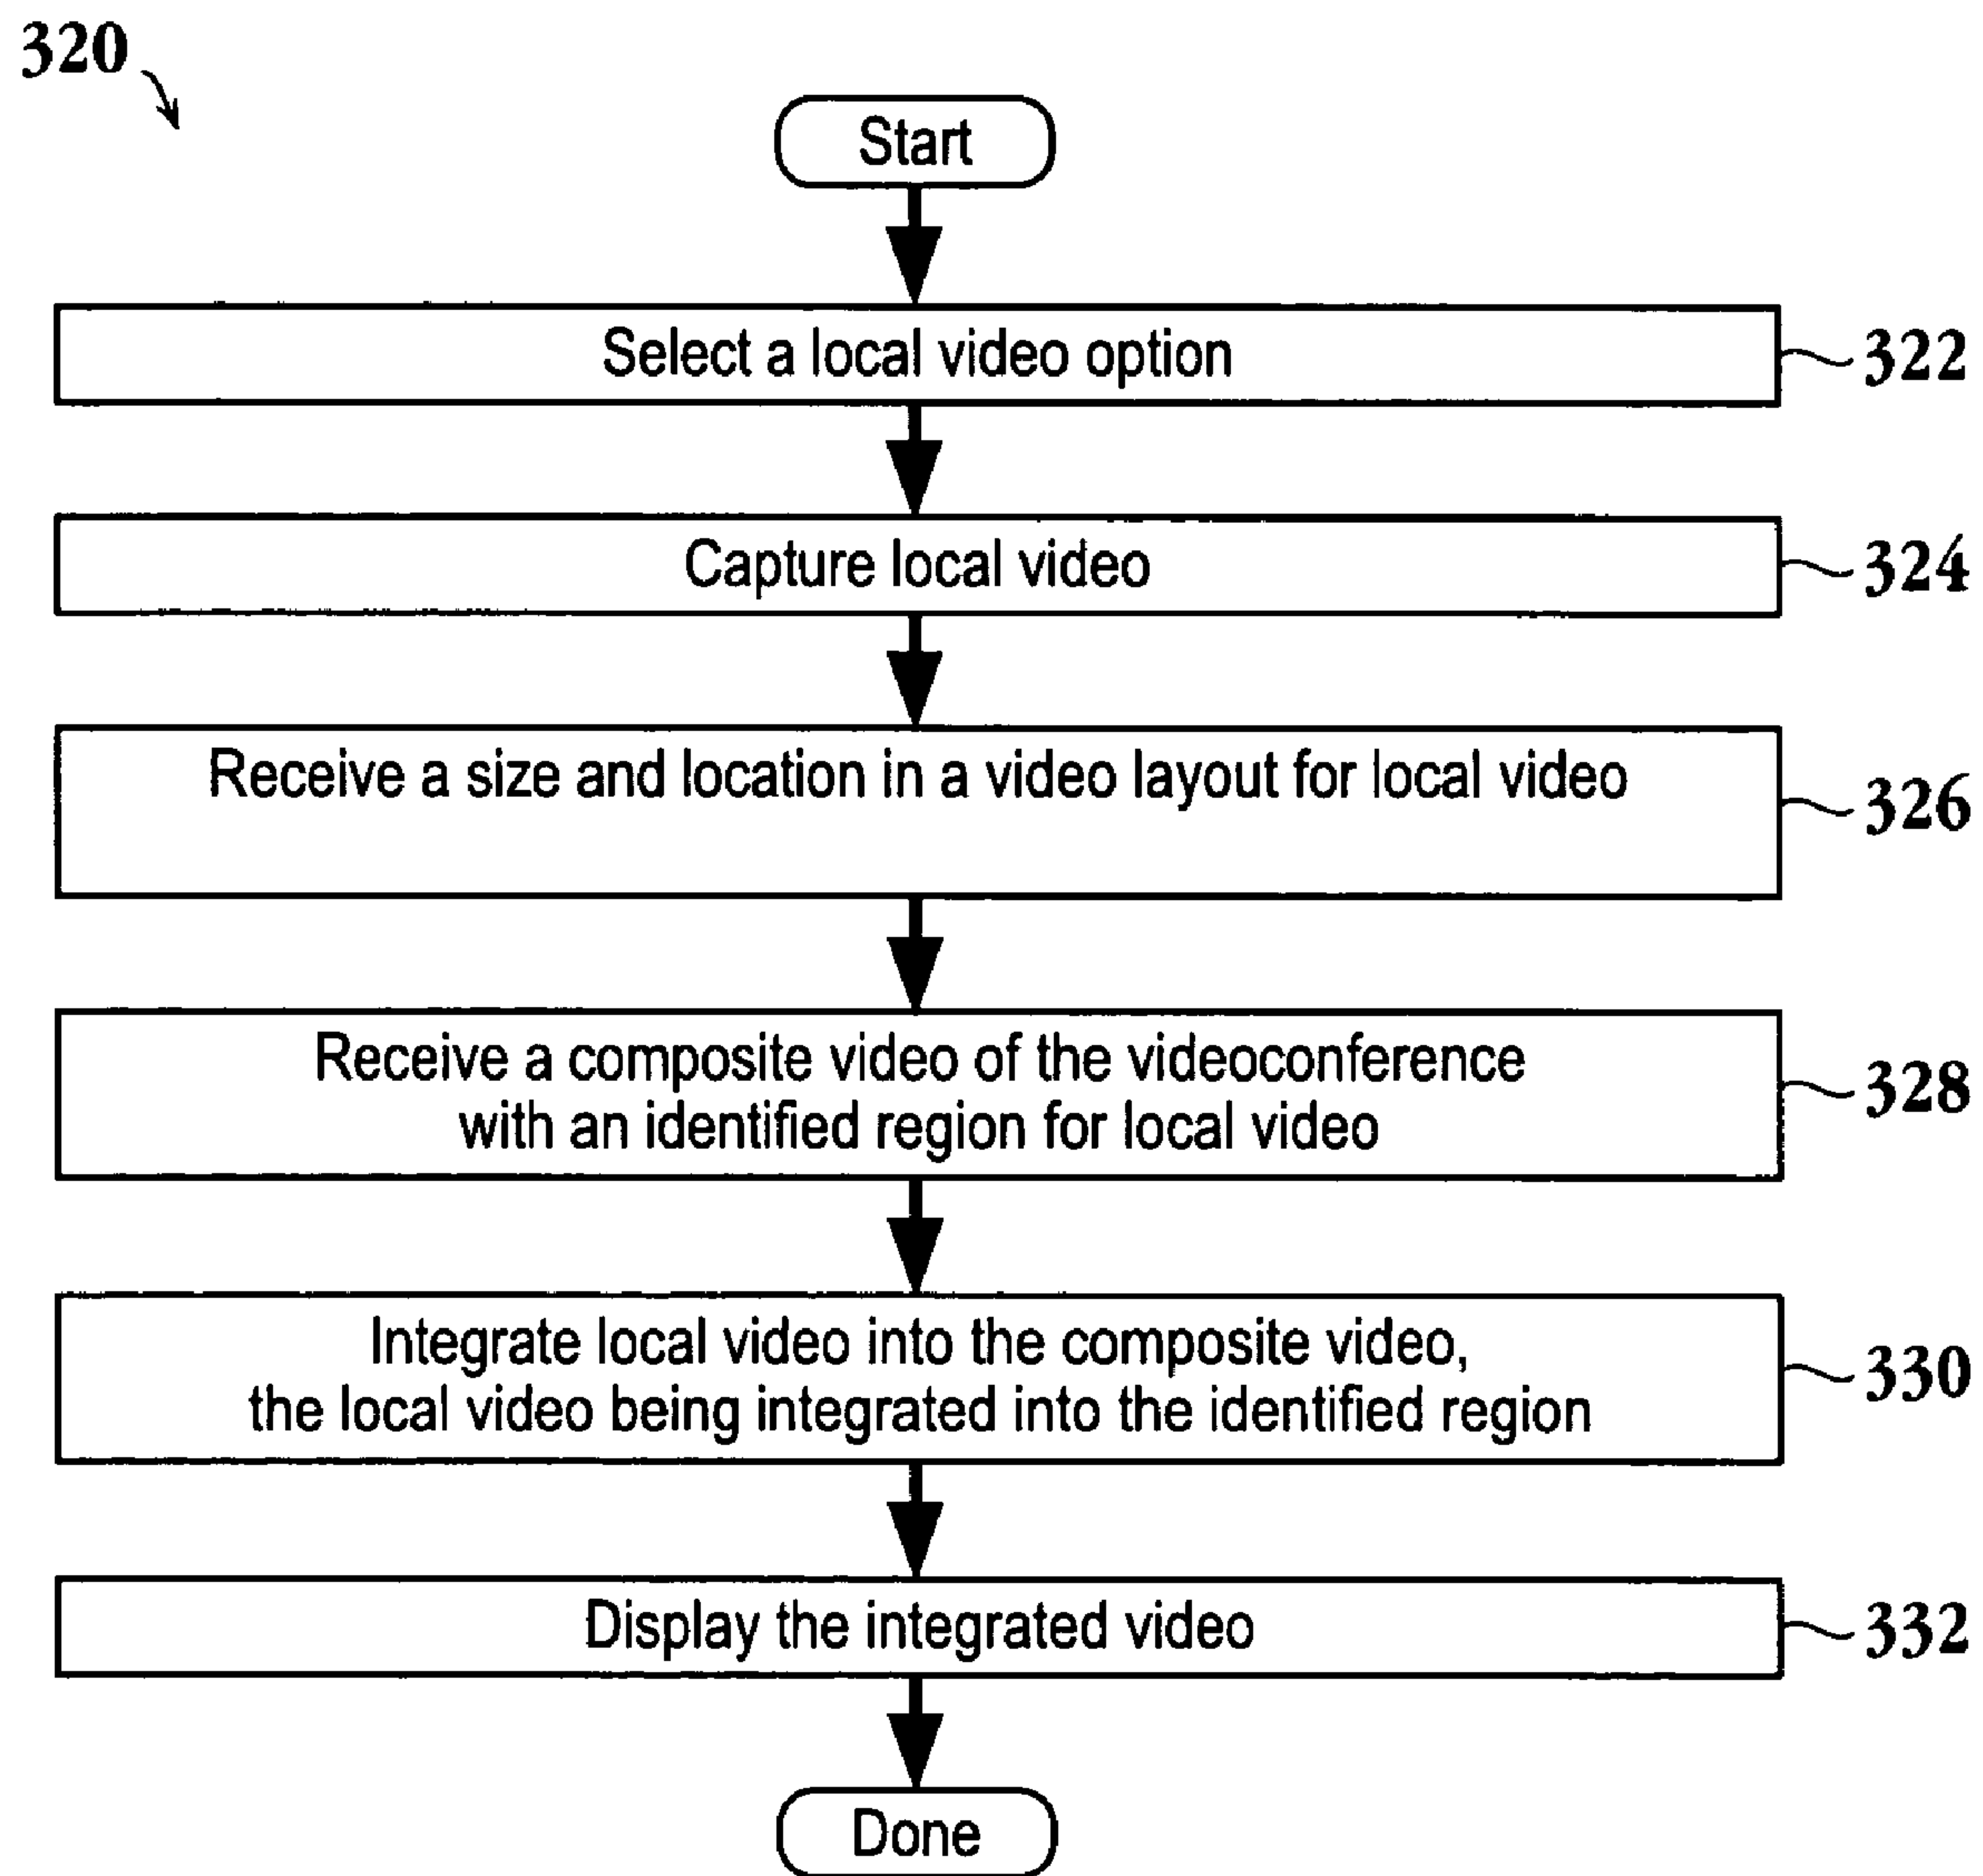 320
Start
Select a local video option
322
Capture local video
324
Receive a size and location in a video layout for local video
326
Receive a composite video of the videoconference
with an identified region for local video
328
Integrate local video into the composite video,
the local video being integrated into the identified region
330
Display the integrated video
332
Done